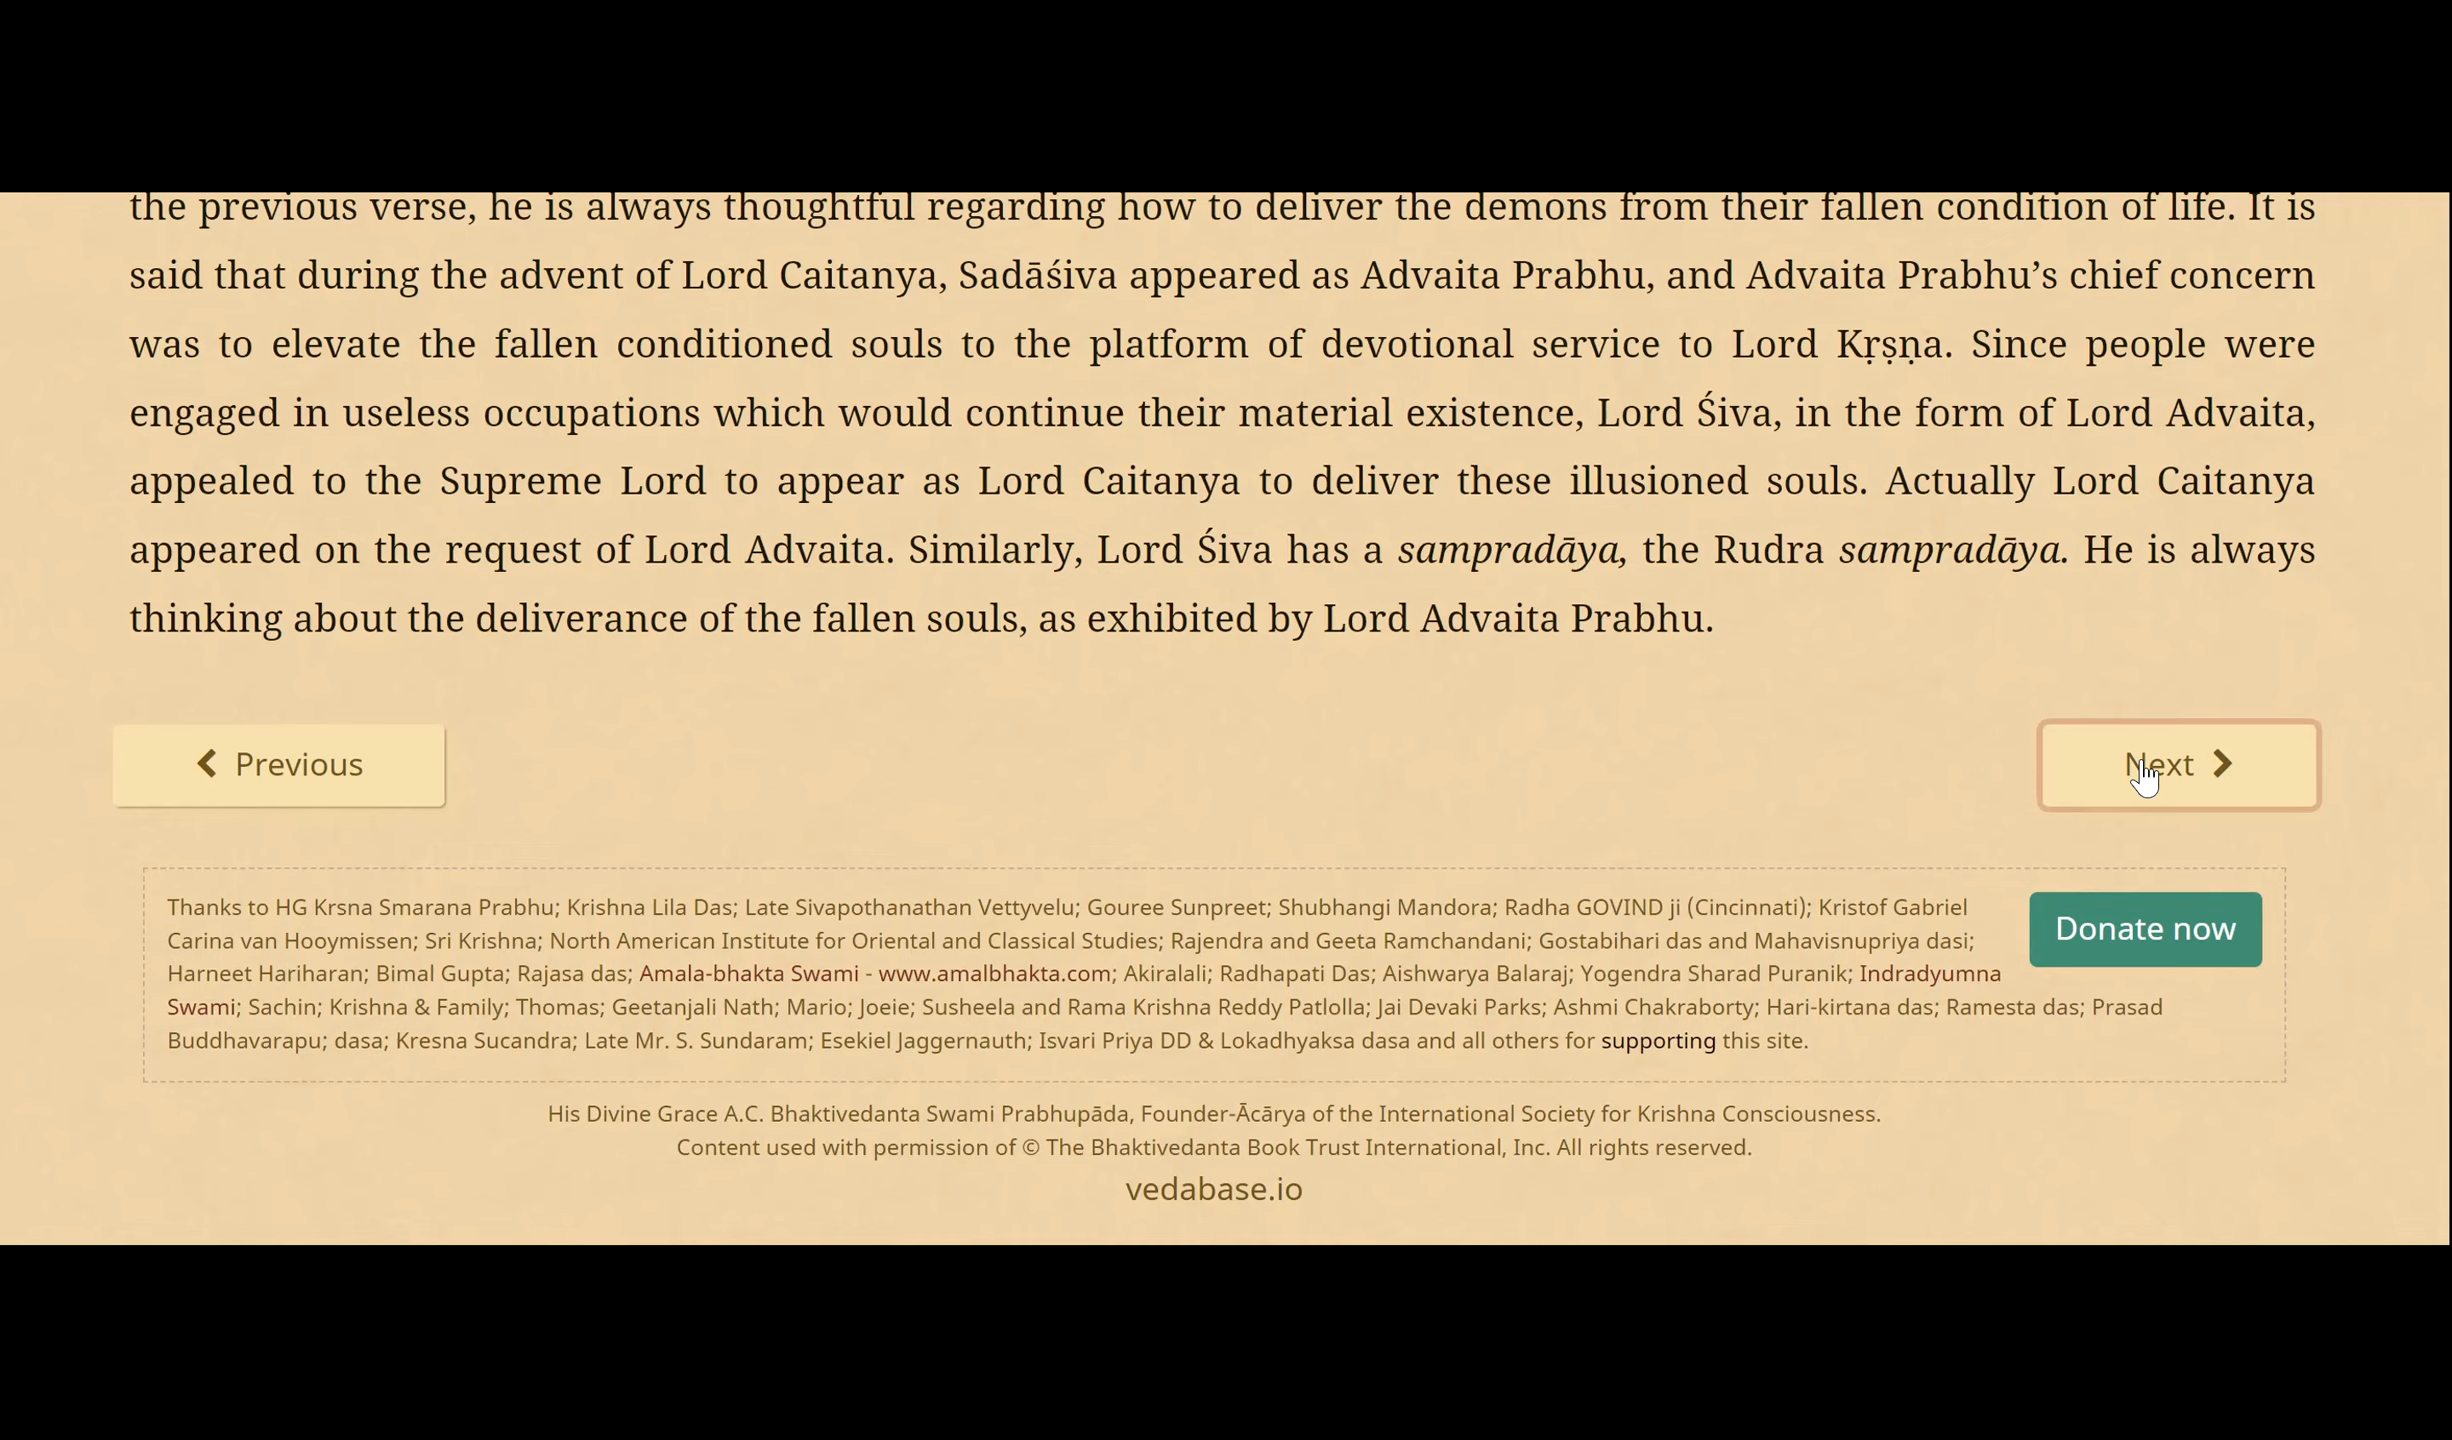 the previous verse, he is always thoughtful regarding how to deliver the demons from their fallen condition of life. It is
said that during the advent of Lord Caitanya, Sadāśiva appeared as Advaita Prabhu, and Advaita Prabhu’s chief concern
was to elevate the fallen conditioned souls to the platform of devotional service to Lord Kṛṣṇa. Since people were
engaged in useless occupations which would continue their material existence, Lord Śiva, in the form of Lord Advaita,
appealed to the Supreme Lord to appear as Lord Caitanya to deliver these illusioned souls. Actually Lord Caitanya
appeared on the request of Lord Advaita. Similarly, Lord Śiva has a sampradāya, the Rudra sampradāya. He is always
thinking about the deliverance of the fallen souls, as exhibited by Lord Advaita Prabhu.
Previous
Next
Thanks to HG Krsna Smarana Prabhu; Krishna Lila Das; Late Sivapothanathan Vettyvelu; Gouree Sunpreet; Shubhangi Mandora; Radha GOVIND ji (Cincinnati); Kristof Gabriel
Carina van Hooymissen; Sri Krishna; North American Institute for Oriental and Classical Studies; Rajendra and Geeta Ramchandani; Gostabihari das and Mahavisnupriya dasi;
Harneet Hariharan; Bimal Gupta; Rajasa das; Amala-bhakta Swami - www.amalbhakta.com; Akiralali; Radhapati Das; Aishwarya Balaraj; Yogendra Sharad Puranik; Indradyumna
Swami; Sachin; Krishna & Family; Thomas; Geetanjali Nath; Mario; Joeie; Susheela and Rama Krishna Reddy Patlolla; Jai Devaki Parks; Ashmi Chakraborty; Hari-kirtana das; Ramesta das; Prasad
Buddhavarapu; dasa; Kresna Sucandra; Late Mr. S. Sundaram; Esekiel Jaggernauth; Isvari Priya DD & Lokadhyaksa dasa and all others for supporting this site.
Donate now
His Divine Grace A.C. Bhaktivedanta Swami Prabhupāda, Founder-Ācārya of the International Society for Krishna Consciousness.
Content used with permission of © The Bhaktivedanta Book Trust International, Inc. All rights reserved.
vedabase.io